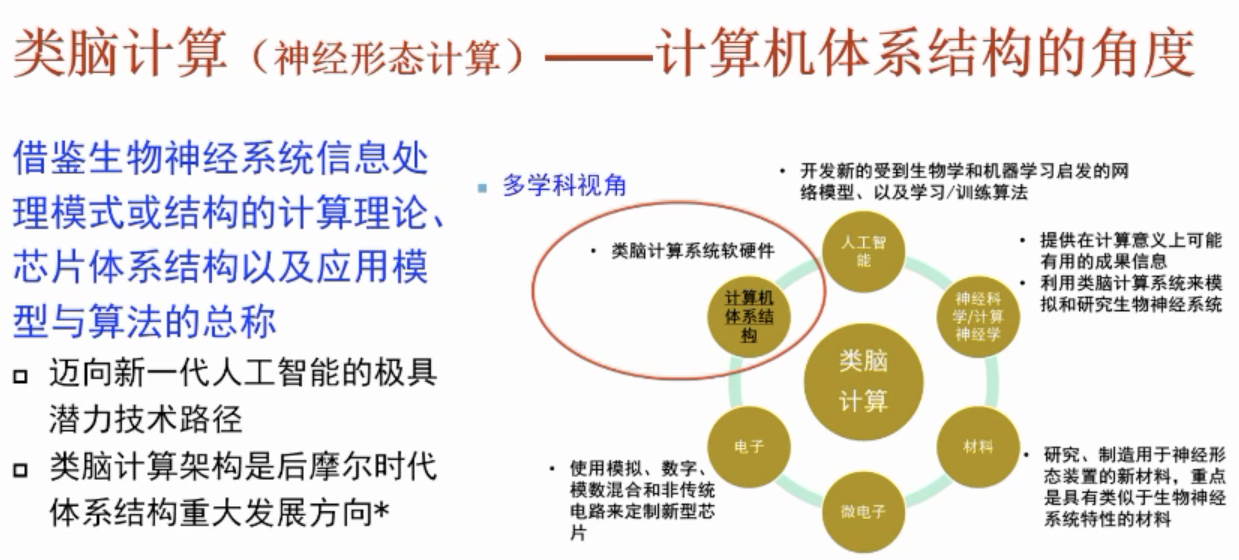 类脑计算（神经形态计算）——计算机体系结构的角度
借鉴生物神经系统信息处
理模式或结构的计算理论、
芯片体系结构以及应用模
型与算法的总称
迈向新一代人工智能的极具
潜力技术路径
类脑计算架构是后摩尔时代
体系结构重大发展方向*
多学科视角
开发新的受到生物学和机器学习启发的网
络模型、以及学习/训练算法
类脑计算系统软硬件
人工智
能
提供在计算意义上可能
有用的成果信息
利用类脑计算系统来模
拟和研究生物神经系统
计算机
体系结
构
神经科
学/计算
神经学
类脑
计算
电子
材料
微电子
使用模拟、数字、
模数混合和非传统
电路来定制新型芯
片
研究、制造用于神经形
态装置的新材料，重点
是具有类似于生物神经
系统特性的材料